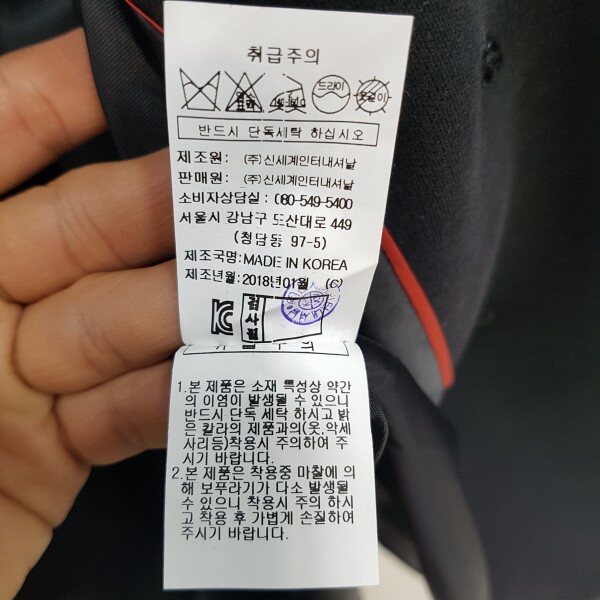 취급주의
드라이
옷걸이
반드시 단독세탁 하십시오
제조원: (주)신세계인터내셔날
판매원: (주)신세계인터내셔날
소비자상담실: 080-549-5400
서울시 강남구 도산대로 449
(청담동 97-5)
제조국명:MADE IN KOREA
제조년월:2018년01월 (C)
검사필
취급주의
1.본 제품은 소재 특성상 약간
의 이염이 발생될 수 있으니
반드시 단독 세탁 하시고 밝
은 칼라의 제품과의(옷,악세
사리등)착용시 주의하여 주
시기 바랍니다.
2.본 제품은 착용중 마찰에 의
해 보푸라기가 다소 발생될
수 있으니 착용시 주의 하시
고 착용 후 가볍게 손질하여
주시기 바랍니다.